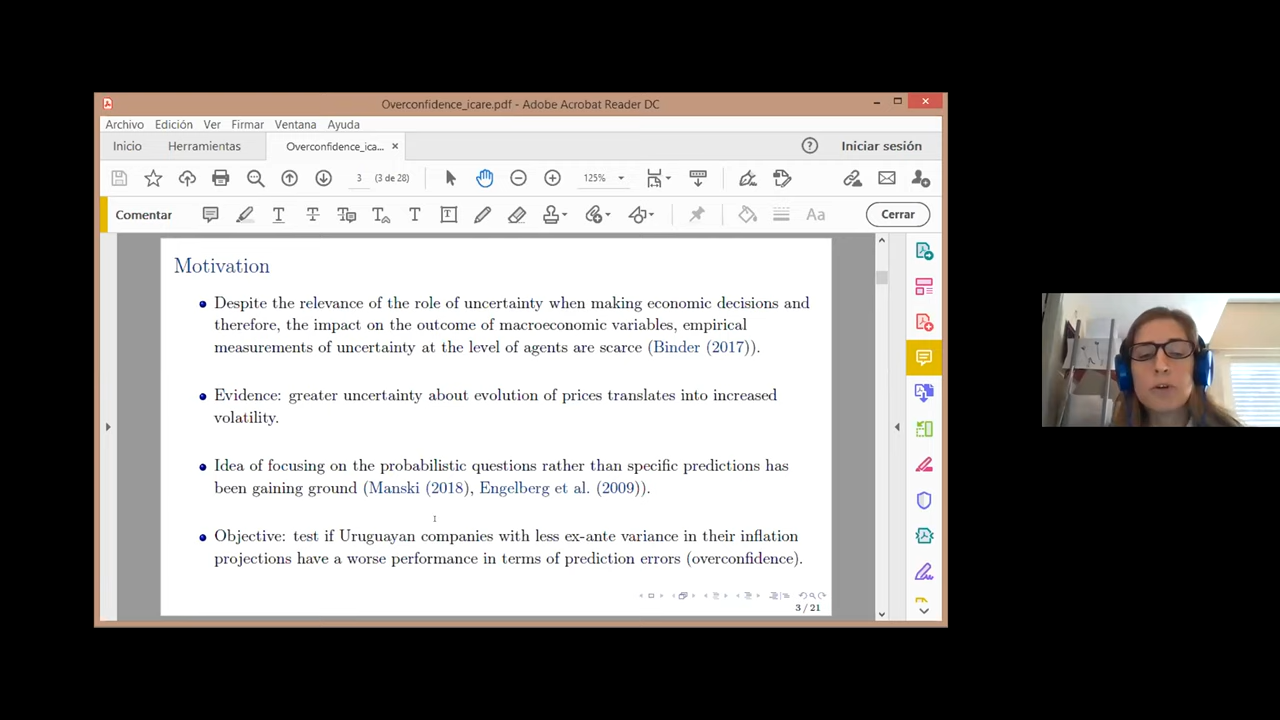 Overconfidence_icare.pdf - Adobe Acrobat Reader DC
Archivo Edición Ver Firmar Ventana Ayuda
Inicio Herramientas Overconfidence_ica... × Iniciar sesión
3 (3 de 28) 125%
Comentar Aa Cerrar
Motivation
Despite the relevance of the role of uncertainty when making economic decisions and
therefore, the impact on the outcome of macroeconomic variables, empirical
measurements of uncertainty at the level of agents are scarce (Binder (2017)).
Evidence: greater uncertainty about evolution of prices translates into increased
volatility.
Idea of focusing on the probabilistic questions rather than specific predictions has
been gaining ground (Manski (2018), Engelberg et al. (2009)).
Objective: test if Uruguayan companies with less ex-ante variance in their inflation
projections have a worse performance in terms of prediction errors (overconfidence).
3 / 21